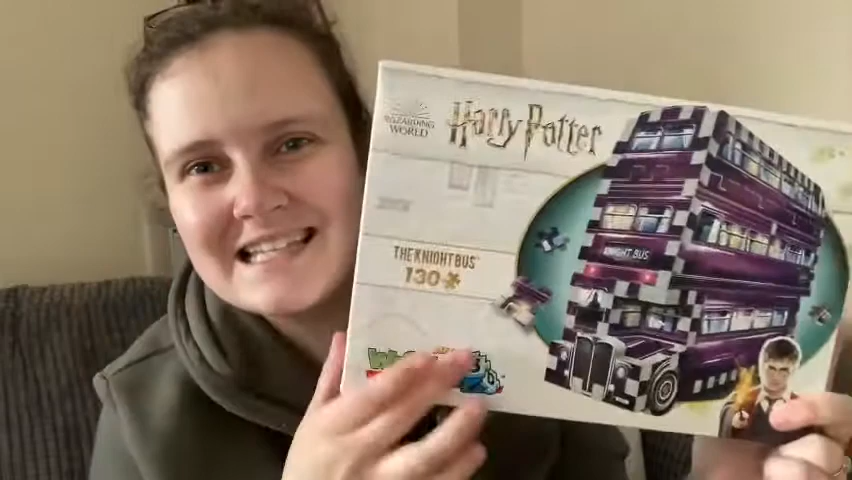 WIZARDING
WORLD
Harry Potter
THE KNIGHT BUS
130
KNIGHT BUS